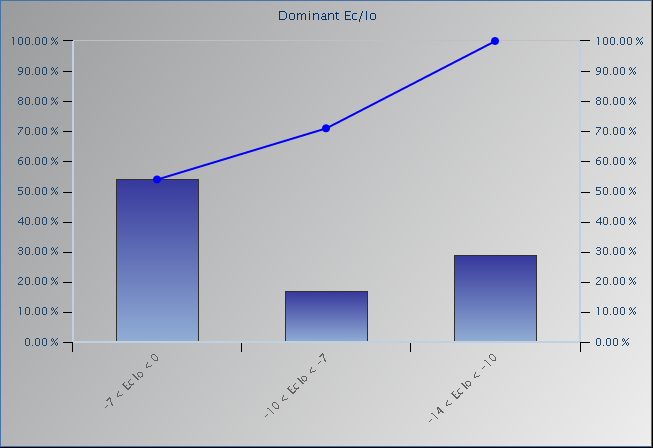 Dominant Ec/Io
100.00 % 100.00 %
90.00 % 90.00 %
80.00 % 80.00 %
70.00 % 70.00 %
60.00 % 60.00 %
50.00 % 50.00 %
40.00 % 40.00 %
30.00 % 30.00 %
20.00 % 20.00 %
10.00 % 10.00 %
0.00 % 0.00 %
-7 < Ec Io < 0
-10 < Ec Io < -7
-14 < Ec Io < -10